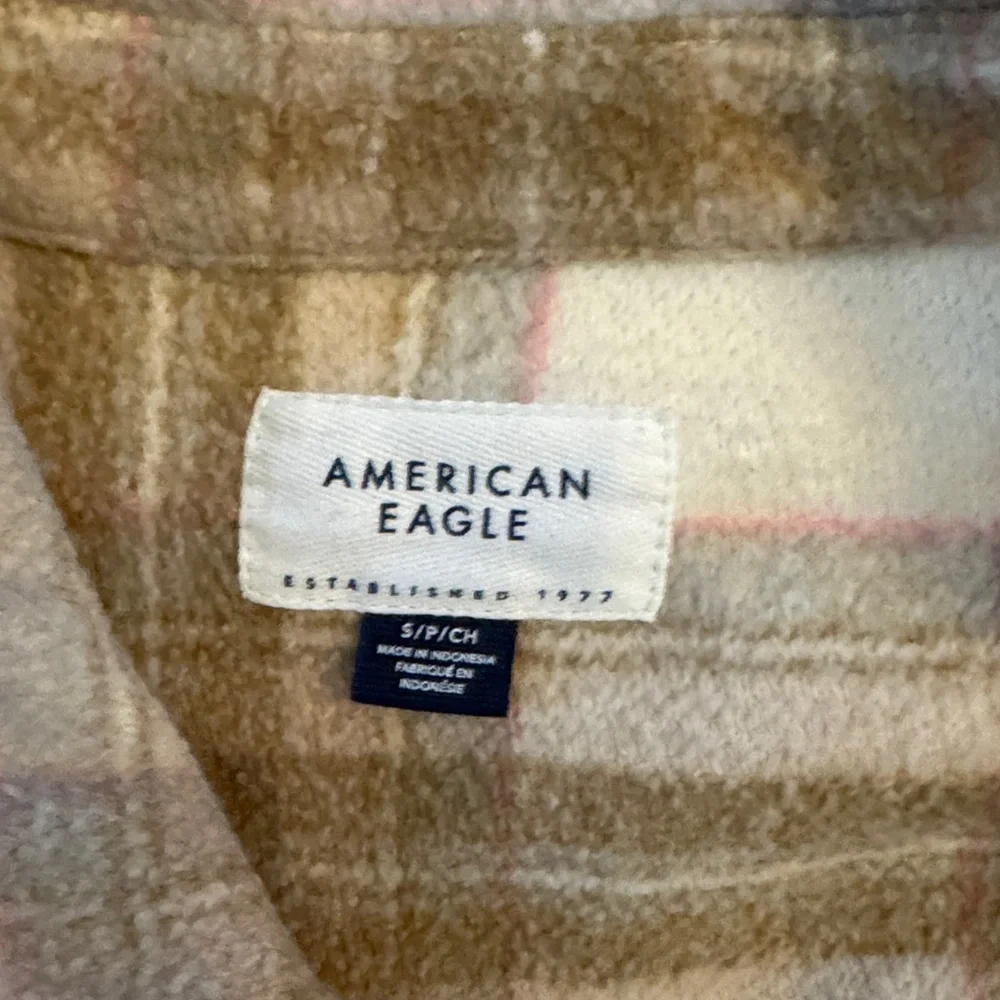 AMERICAN
EAGLE
ESTABLISHED 1977
S/P/CH
MADE IN INDONESIA
FABRIQUÉ EN
INDONÉSIE